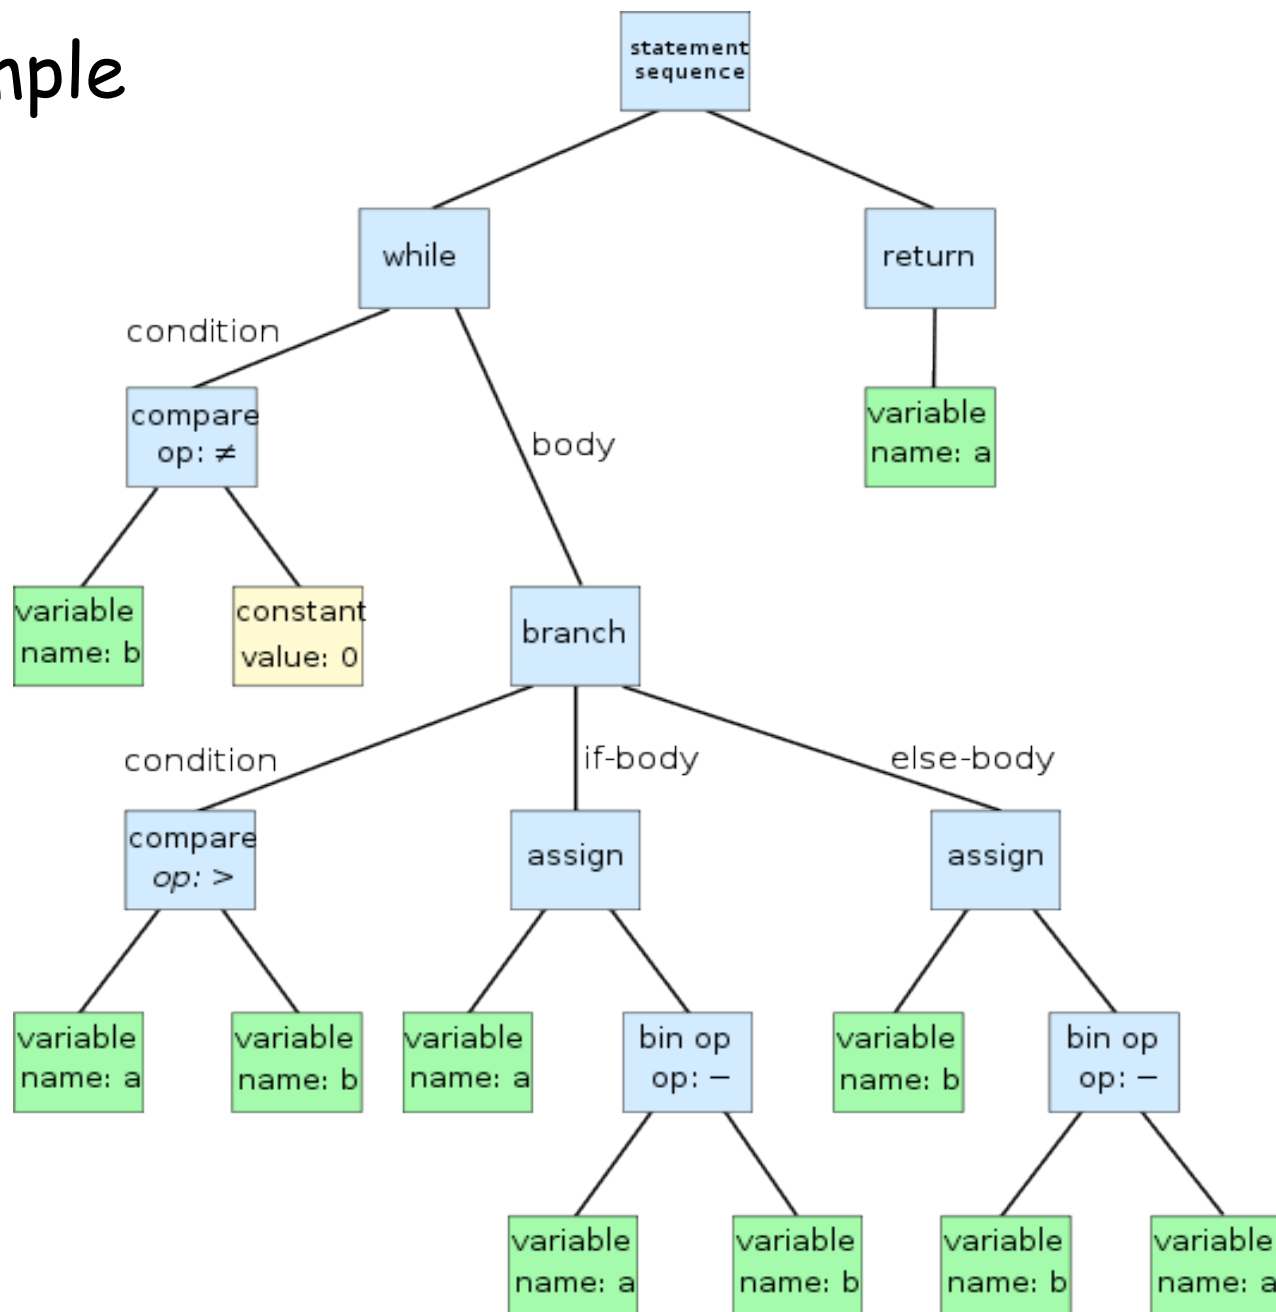 mple
statement
sequence
while
return
condition
compare
op: ≠
body
variable
name: a
variable
name: b
constant
value: 0
branch
condition
if-body
else-body
compare
op: >
assign
assign
variable
name: a
variable
name: b
variable
name: a
bin op
op: −
variable
name: b
bin op
op: −
variable
name: a
variable
name: b
variable
name: b
variable
name: a